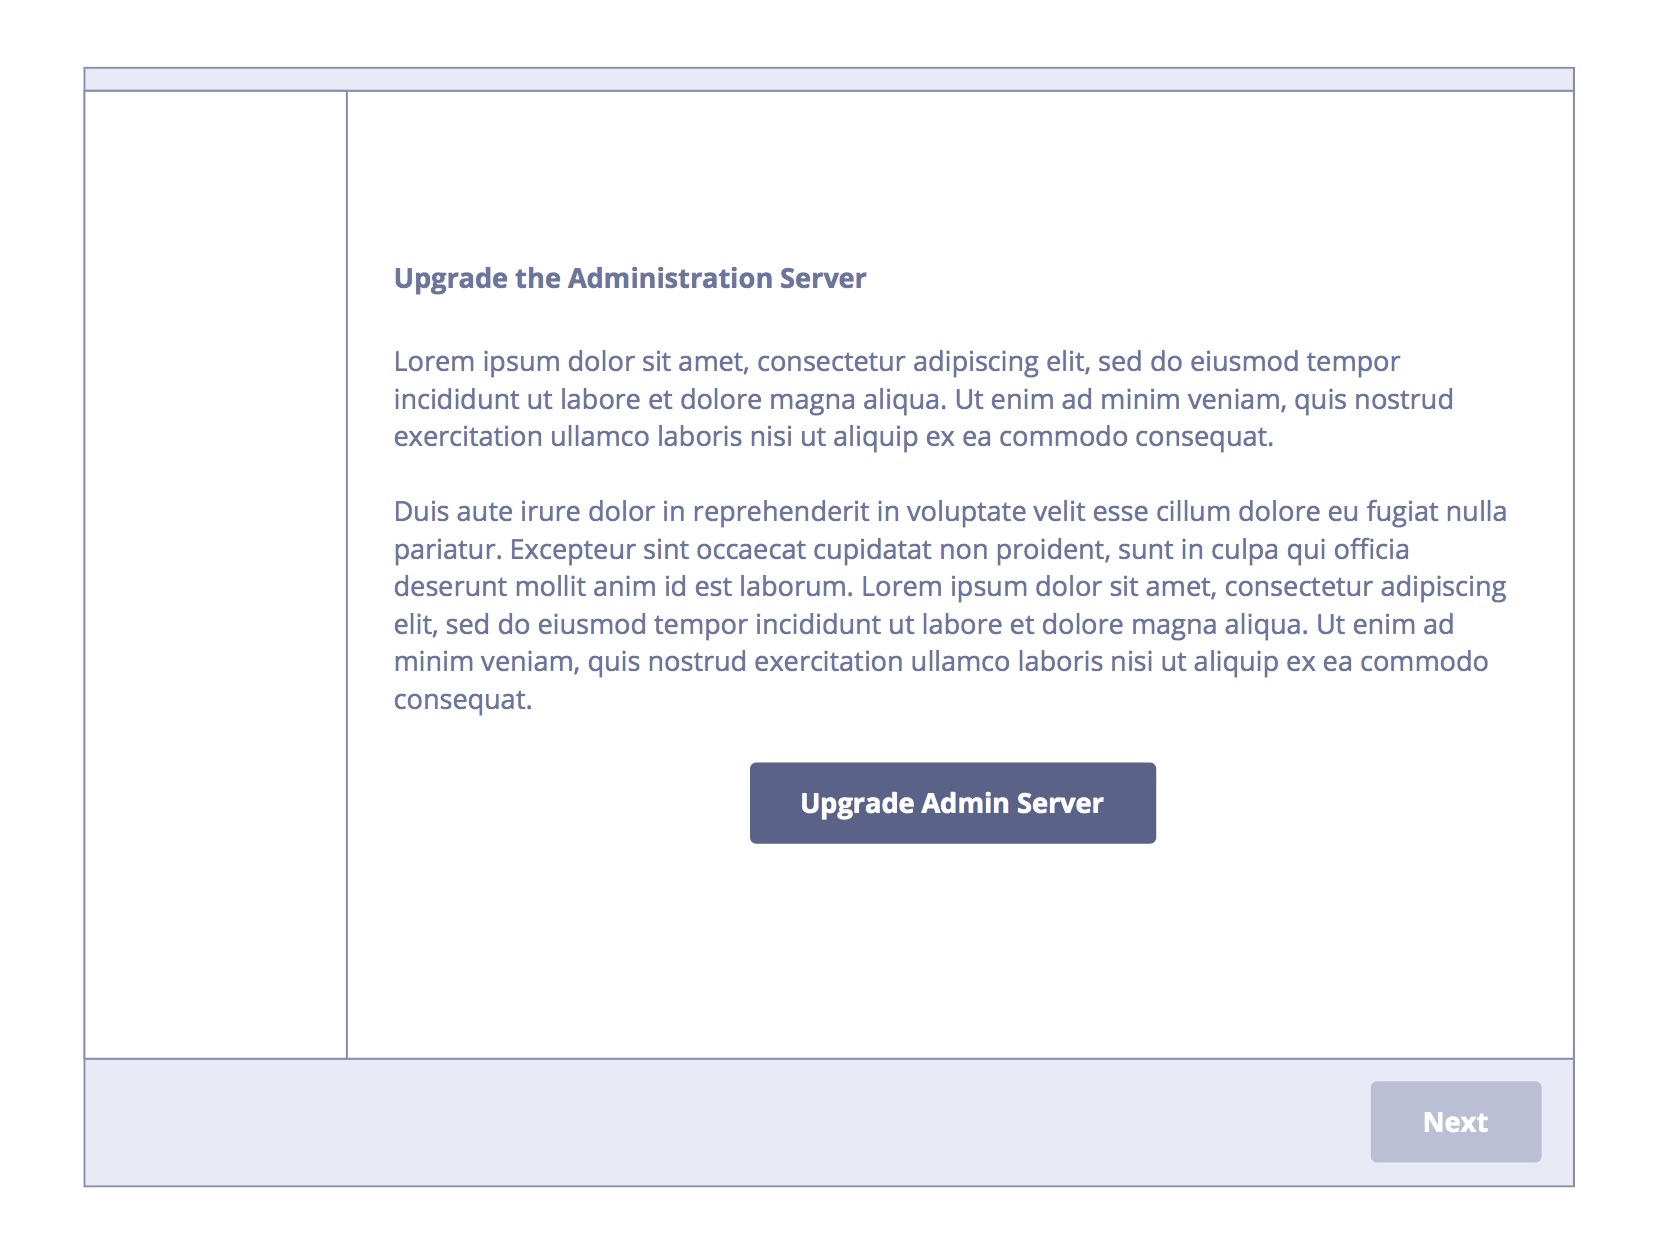 Upgrade the Administration Server
Lorem ipsum dolor sit amet, consectetur adipiscing elit, sed do eiusmod tempor
incididunt ut labore et dolore magna aliqua. Ut enim ad minim veniam, quis nostrud
exercitation ullamco laboris nisi ut aliquip ex ea commodo consequat.
Duis aute irure dolor in reprehenderit in voluptate velit esse cillum dolore eu fugiat nulla
pariatur. Excepteur sint occaecat cupidatat non proident, sunt in culpa qui officia
deserunt mollit anim id est laborum. Lorem ipsum dolor sit amet, consectetur adipiscing
elit, sed do eiusmod tempor incididunt ut labore et dolore magna aliqua. Ut enim ad
minim veniam, quis nostrud exercitation ullamco laboris nisi ut aliquip ex ea commodo
consequat.
Upgrade Admin Server
Next